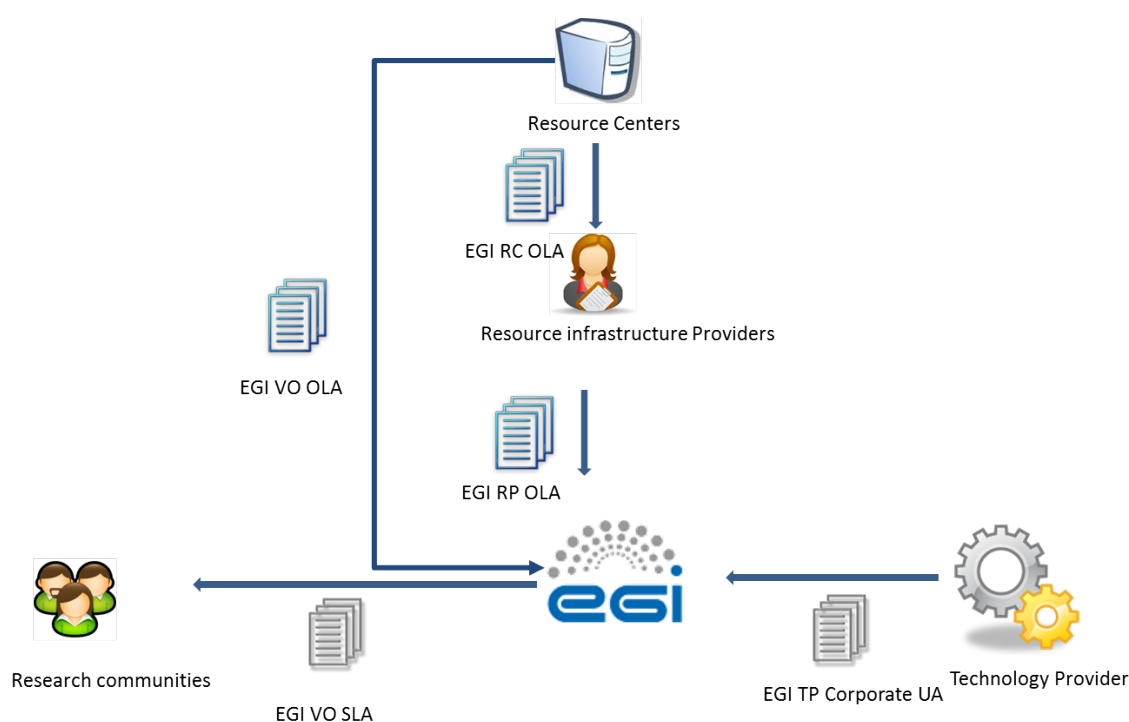 Resource Centers
EGI RC OLA
Resource infrastructure Providers
EGI VO OLA
EGI RP OLA
egi
Research communities
EGI VO SLA
EGI TP Corporate UA
Technology Provider